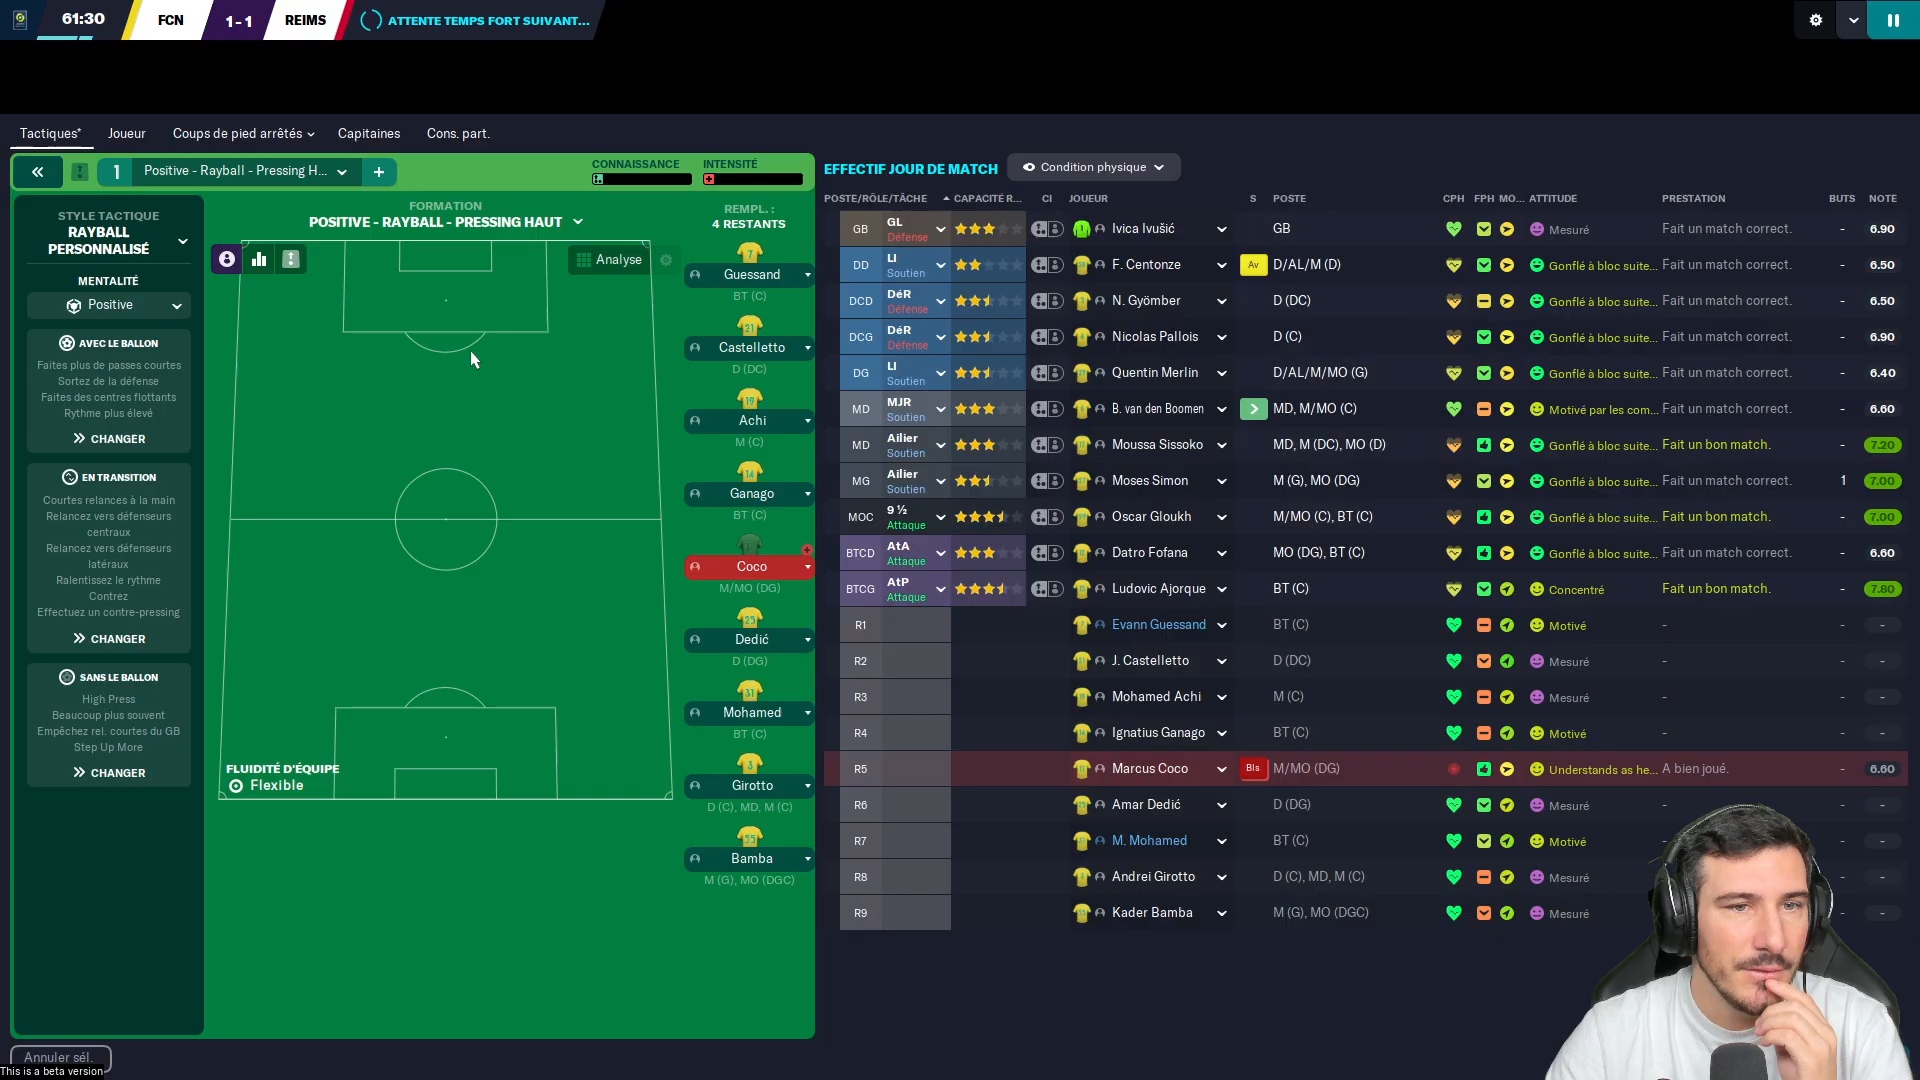 61:30
FCN
1 - 1
REIMS
ATTENTE TEMPS FORT SUIVANT...
Tactiques*
Joueur
Coups de pied arrêtés
Capitaines
Cons. part.
1
Positive - Rayball - Pressing H...
CONNAISSANCE
INTENSITÉ
STYLE TACTIQUE
RAYBALL
PERSONNALISÉ
MENTALITÉ
Positive
AVEC LE BALLON
Faites plus de passes courtes
Sortez de la défense
Faites des centres flottants
Rythme plus élevé
CHANGER
EN TRANSITION
Courtes relances à la main
Relancez vers défenseurs
centraux
Relancez vers défenseurs
latéraux
Ralentissez le rythme
Contrez
Effectuez un contre-pressing
CHANGER
SANS LE BALLON
High Press
Beaucoup plus souvent
Empêchez rel. courtes du GB
Step Up More
CHANGER
FORMATION
POSITIVE - RAYBALL - PRESSING HAUT
Analyse
FLUIDITÉ D'ÉQUIPE
Flexible
REMPL. :
4 RESTANTS
7
Guessand
BT (C)
21
Castelletto
D (DC)
19
Achi
M (C)
14
Ganago
BT (C)
Coco
M/MO (DG)
25
Dedić
D (DG)
31
Mohamed
BT (C)
3
Girotto
D (C), MD, M (C)
55
Bamba
M (G), MO (DGC)
EFFECTIF JOUR DE MATCH
Condition physique
POSTE/RÔLE/TÂCHE CAPACITÉ R... CI JOUEUR S POSTE CPH FPH MO... ATTITUDE PRESTATION BUTS NOTE
GB GL Défense Ivica Ivušić GB Mesuré Fait un match correct. - 6.90
DD LI Soutien F. Centonze Av D/AL/M (D) Gonflé à bloc suite... Fait un match correct. - 6.50
DCD DéR Défense N. Gyömber D (DC) Gonflé à bloc suite... Fait un match correct. - 6.50
DCG DéR Défense Nicolas Pallois D (C) Gonflé à bloc suite... Fait un match correct. - 6.90
DG LI Soutien Quentin Merlin D/AL/M/MO (G) Gonflé à bloc suite... Fait un match correct. - 6.40
MD MJR Soutien B. van den Boomen MD, M/MO (C) Motivé par les com... Fait un match correct. - 6.60
MD Ailier Soutien Moussa Sissoko MD, M (DC), MO (D) Gonflé à bloc suite... Fait un bon match. - 7.20
MG Ailier Soutien Moses Simon M (G), MO (DG) Gonflé à bloc suite... Fait un match correct. 1 7.00
MOC 9 ½ Attaque Oscar Gloukh M/MO (C), BT (C) Gonflé à bloc suite... Fait un bon match. - 7.00
BTCD AtA Attaque Datro Fofana MO (DG), BT (C) Gonflé à bloc suite... Fait un match correct. - 6.60
BTCG AtP Attaque Ludovic Ajorque BT (C) Concentré Fait un bon match. - 7.80
R1 Evann Guessand BT (C) Motivé - - -
R2 J. Castelletto D (DC) Mesuré - - -
R3 Mohamed Achi M (C) Mesuré - - -
R4 Ignatius Ganago BT (C) Motivé - - -
R5 Marcus Coco Bls M/MO (DG) Understands as he... A bien joué. - 6.60
R6 Amar Dedić D (DG) Mesuré - - -
R7 M. Mohamed BT (C) Motivé - -
R8 Andrei Girotto D (C), MD, M (C) Mesuré -
R9 Kader Bamba M (G), MO (DGC) Mesuré - -
Annuler sél.
This is a beta version